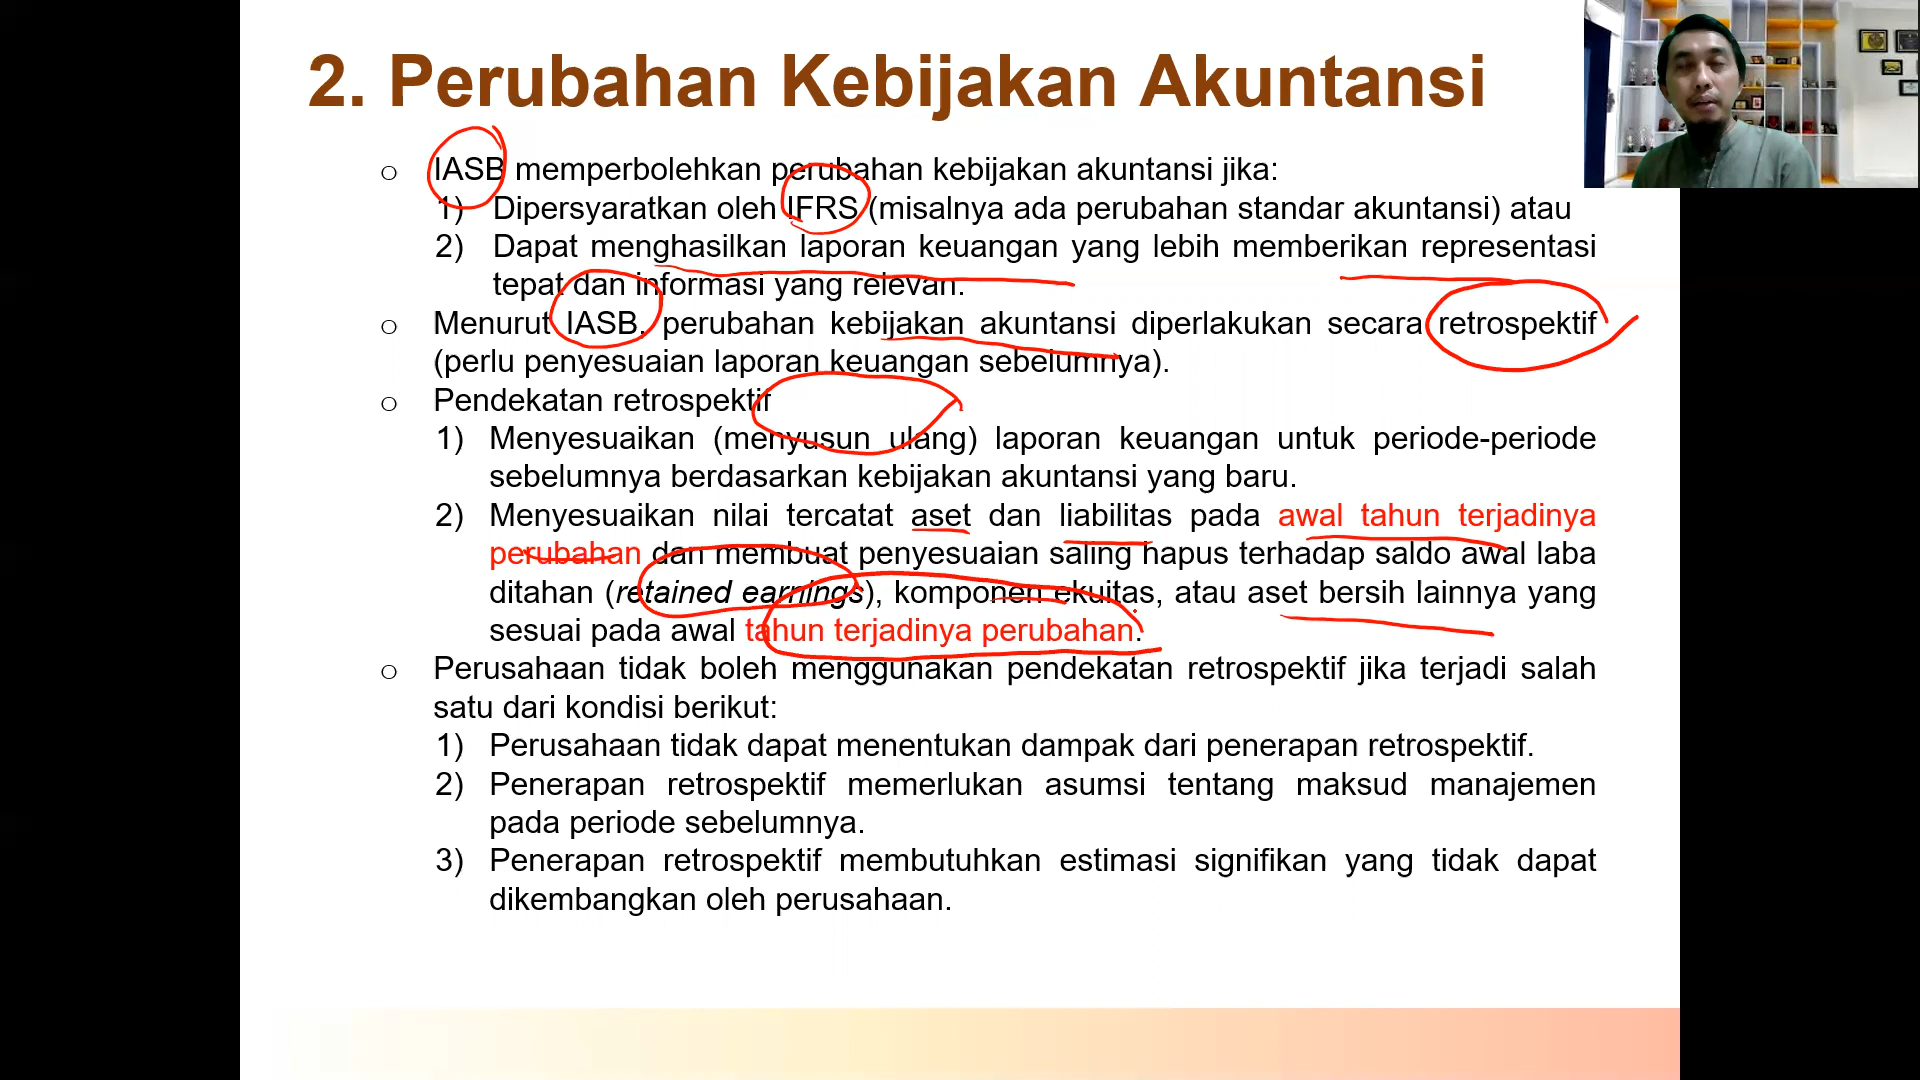 2. Perubahan Kebijakan Akuntansi
o IASB memperbolehkan perubahan kebijakan akuntansi jika:
1) Dipersyaratkan oleh IFRS (misalnya ada perubahan standar akuntansi) atau
2) Dapat menghasilkan laporan keuangan yang lebih memberikan representasi
tepat dan informasi yang relevan.
o Menurut IASB, perubahan kebijakan akuntansi diperlakukan secara retrospektif
(perlu penyesuaian laporan keuangan sebelumnya).
o Pendekatan retrospektif
1) Menyesuaikan (menyusun ulang) laporan keuangan untuk periode-periode
sebelumnya berdasarkan kebijakan akuntansi yang baru.
2) Menyesuaikan nilai tercatat aset dan liabilitas pada awal tahun terjadinya
perubahan dan membuat penyesuaian saling hapus terhadap saldo awal laba
ditahan (retained earnings), komponen ekuitas, atau aset bersih lainnya yang
sesuai pada awal tahun terjadinya perubahan.
o Perusahaan tidak boleh menggunakan pendekatan retrospektif jika terjadi salah
satu dari kondisi berikut:
1) Perusahaan tidak dapat menentukan dampak dari penerapan retrospektif.
2) Penerapan retrospektif memerlukan asumsi tentang maksud manajemen
pada periode sebelumnya.
3) Penerapan retrospektif membutuhkan estimasi signifikan yang tidak dapat
dikembangkan oleh perusahaan.